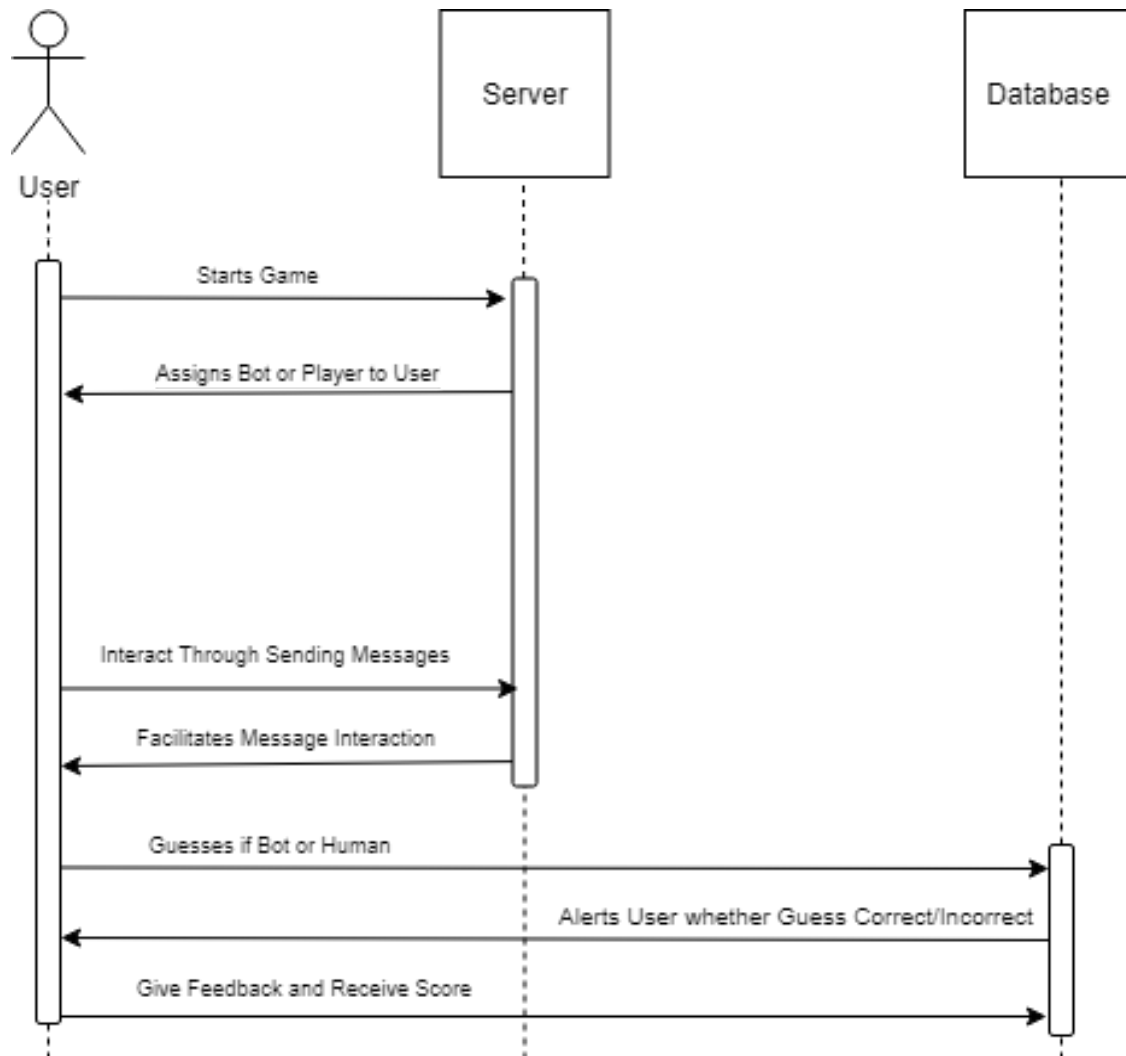 Server
Database
User
Starts Game
Assigns Bot or Player to User
Interact Through Sending Messages
Facilitates Message Interaction
Guesses if Bot or Human
Alerts User whether Guess Correct/Incorrect
Give Feedback and Receive Score